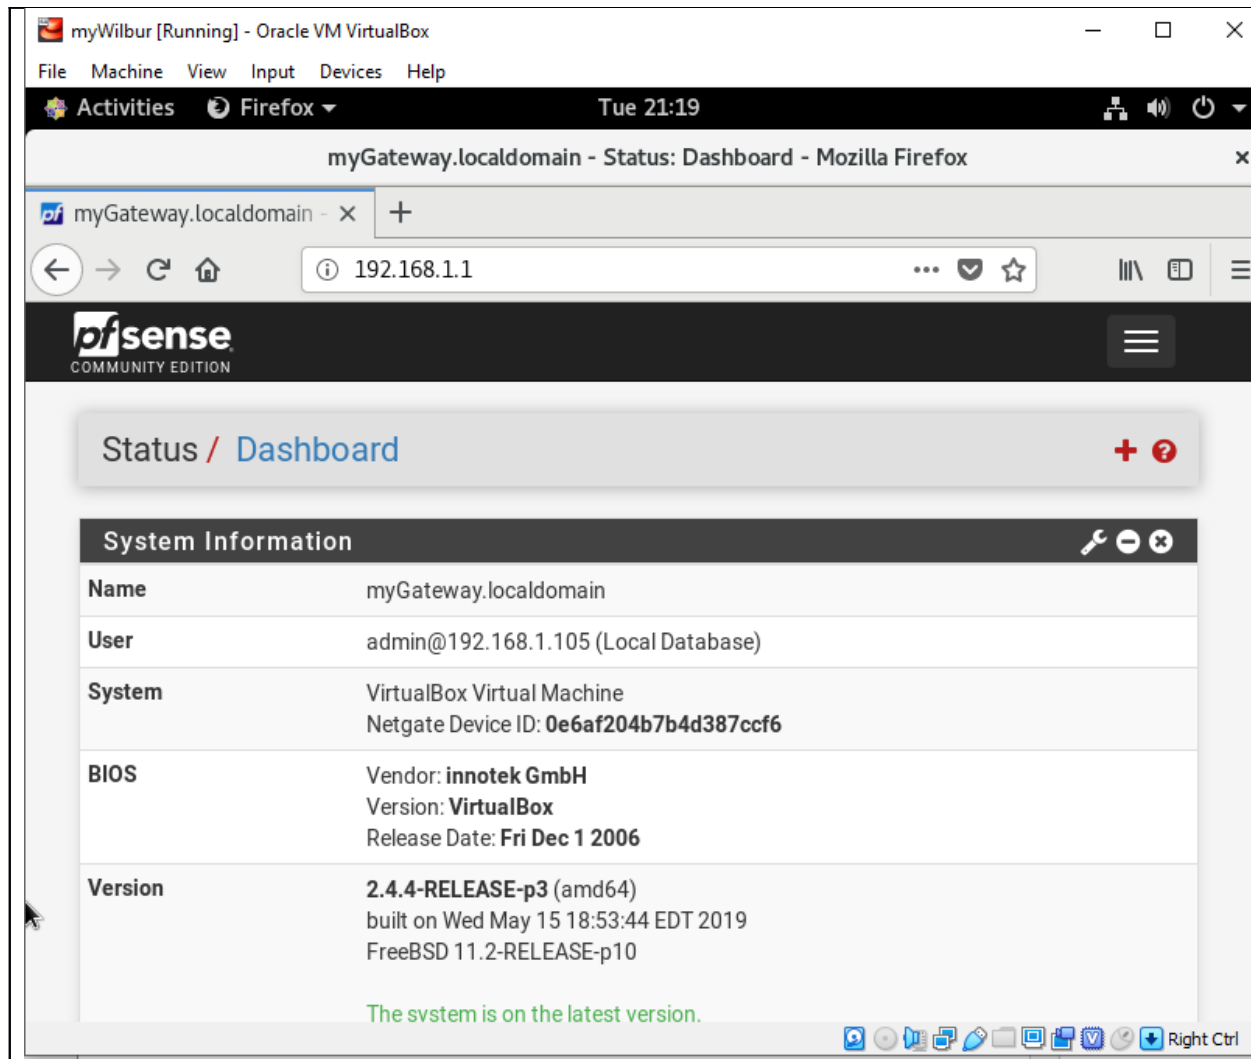 myWilbur [Running] - Oracle VM VirtualBox
File Machine View Input Devices Help
Activities Firefox Tue 21:19
myGateway.localdomain - Status: Dashboard - Mozilla Firefox
myGateway.localdomain -
192.168.1.1
pfsense
COMMUNITY EDITION
Status / Dashboard
System Information
Name myGateway.localdomain
User admin@192.168.1.105 (Local Database)
System VirtualBox Virtual Machine
Netgate Device ID: 0e6af204b7b4d387ccf6
BIOS Vendor: innotek GmbH
Version: VirtualBox
Release Date: Fri Dec 1 2006
Version 2.4.4-RELEASE-p3 (amd64)
built on Wed May 15 18:53:44 EDT 2019
FreeBSD 11.2-RELEASE-p10
The system is on the latest version.
Right Ctrl